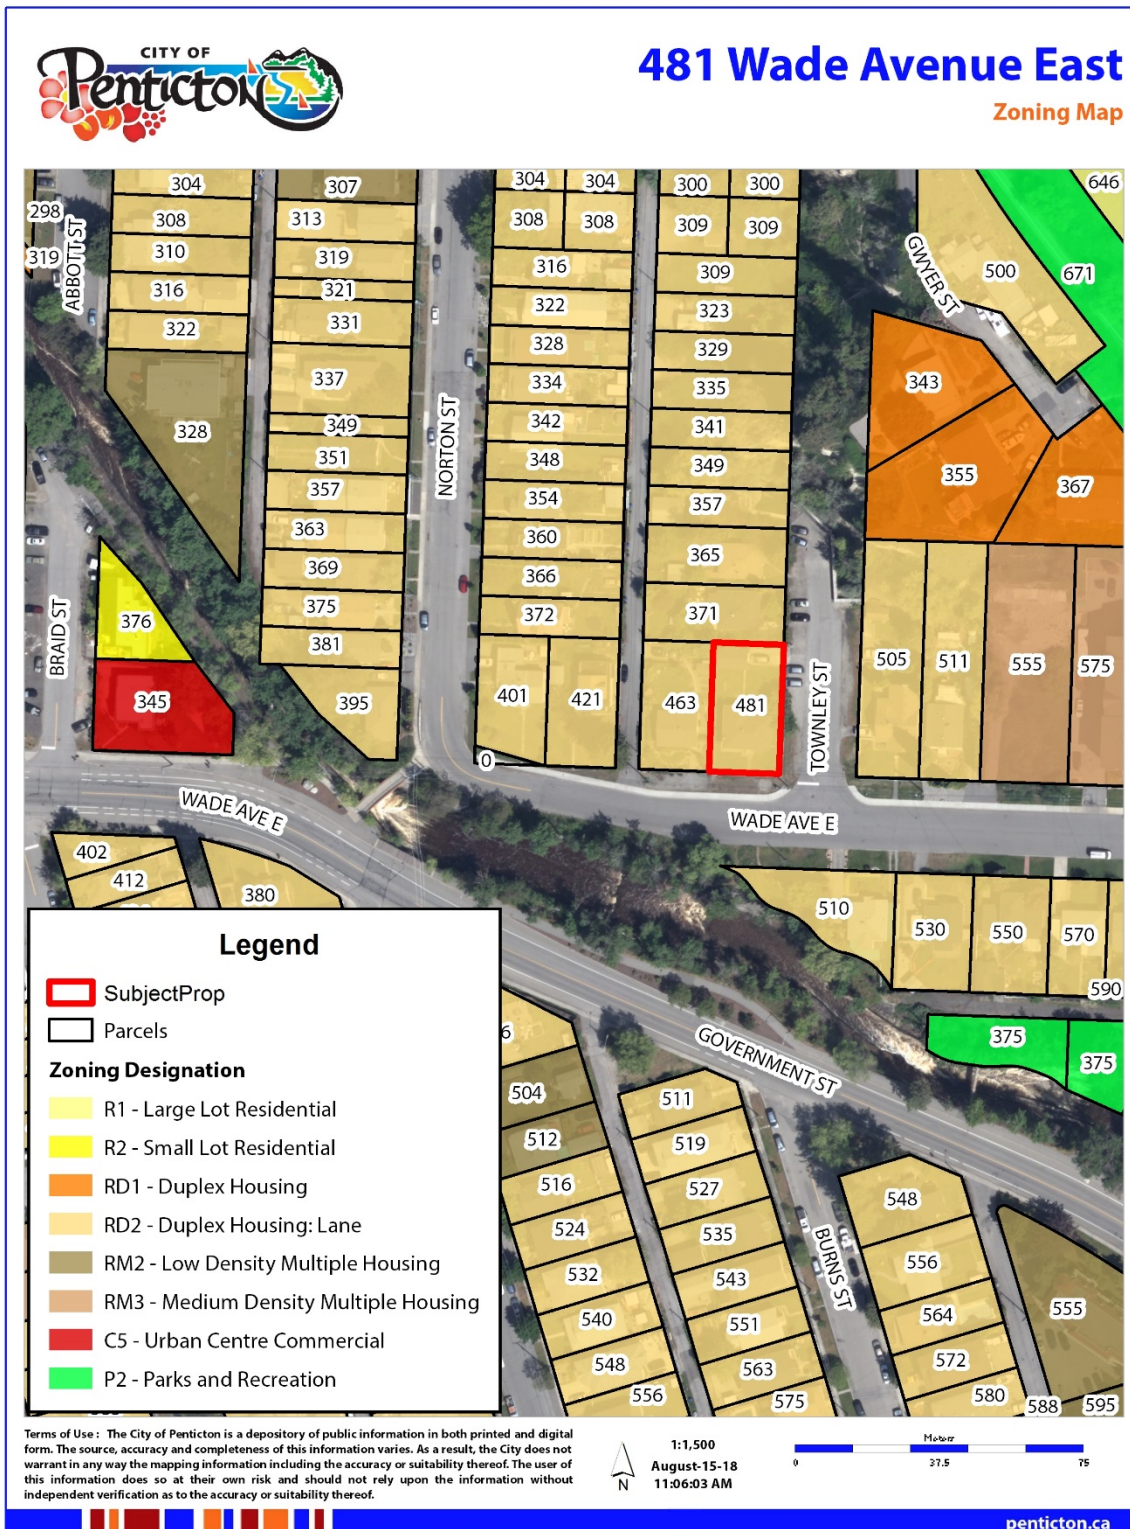 CITY OF
Penticton
481 Wade Avenue East
Zoning Map
304
307
304
304
300
300
646
298
308
313
308
308
309
309
ABBOTT ST
319
310
319
316
309
GWYER ST
500
671
316
321
322
323
322
331
328
329
337
334
335
343
328
349
342
341
NORTON ST
351
348
349
355
367
357
354
357
363
360
365
369
366
376
375
372
371
BRAID ST
381
505
511
555
575
345
395
401
421
463
481
TOWNLEY ST
0
WADE AVE E
WADE AVE E
402
412
380
510
530
550
570
590
Legend
SubjectProp
Parcels
Zoning Designation
R1 - Large Lot Residential
R2 - Small Lot Residential
RD1 - Duplex Housing
RD2 - Duplex Housing: Lane
RM2 - Low Density Multiple Housing
RM3 - Medium Density Multiple Housing
C5 - Urban Centre Commercial
P2 - Parks and Recreation
6
GOVERNMENT ST
375
375
504
511
512
519
516
527
548
524
535
BURNS ST
556
532
543
555
540
551
564
548
563
572
556
575
580
588
595
Terms of Use : The City of Penticton is a depository of public information in both printed and digital
form. The source, accuracy and completeness of this information varies. As a result, the City does not
warrant in any way the mapping information including the accuracy or suitability thereof. The user of
this information does so at their own risk and should not rely upon the information without
independent verification as to the accuracy or suitability thereof.
N
1:1,500
August-15-18
11:06:03 AM
Meters
0 37.5 75
penticton.ca